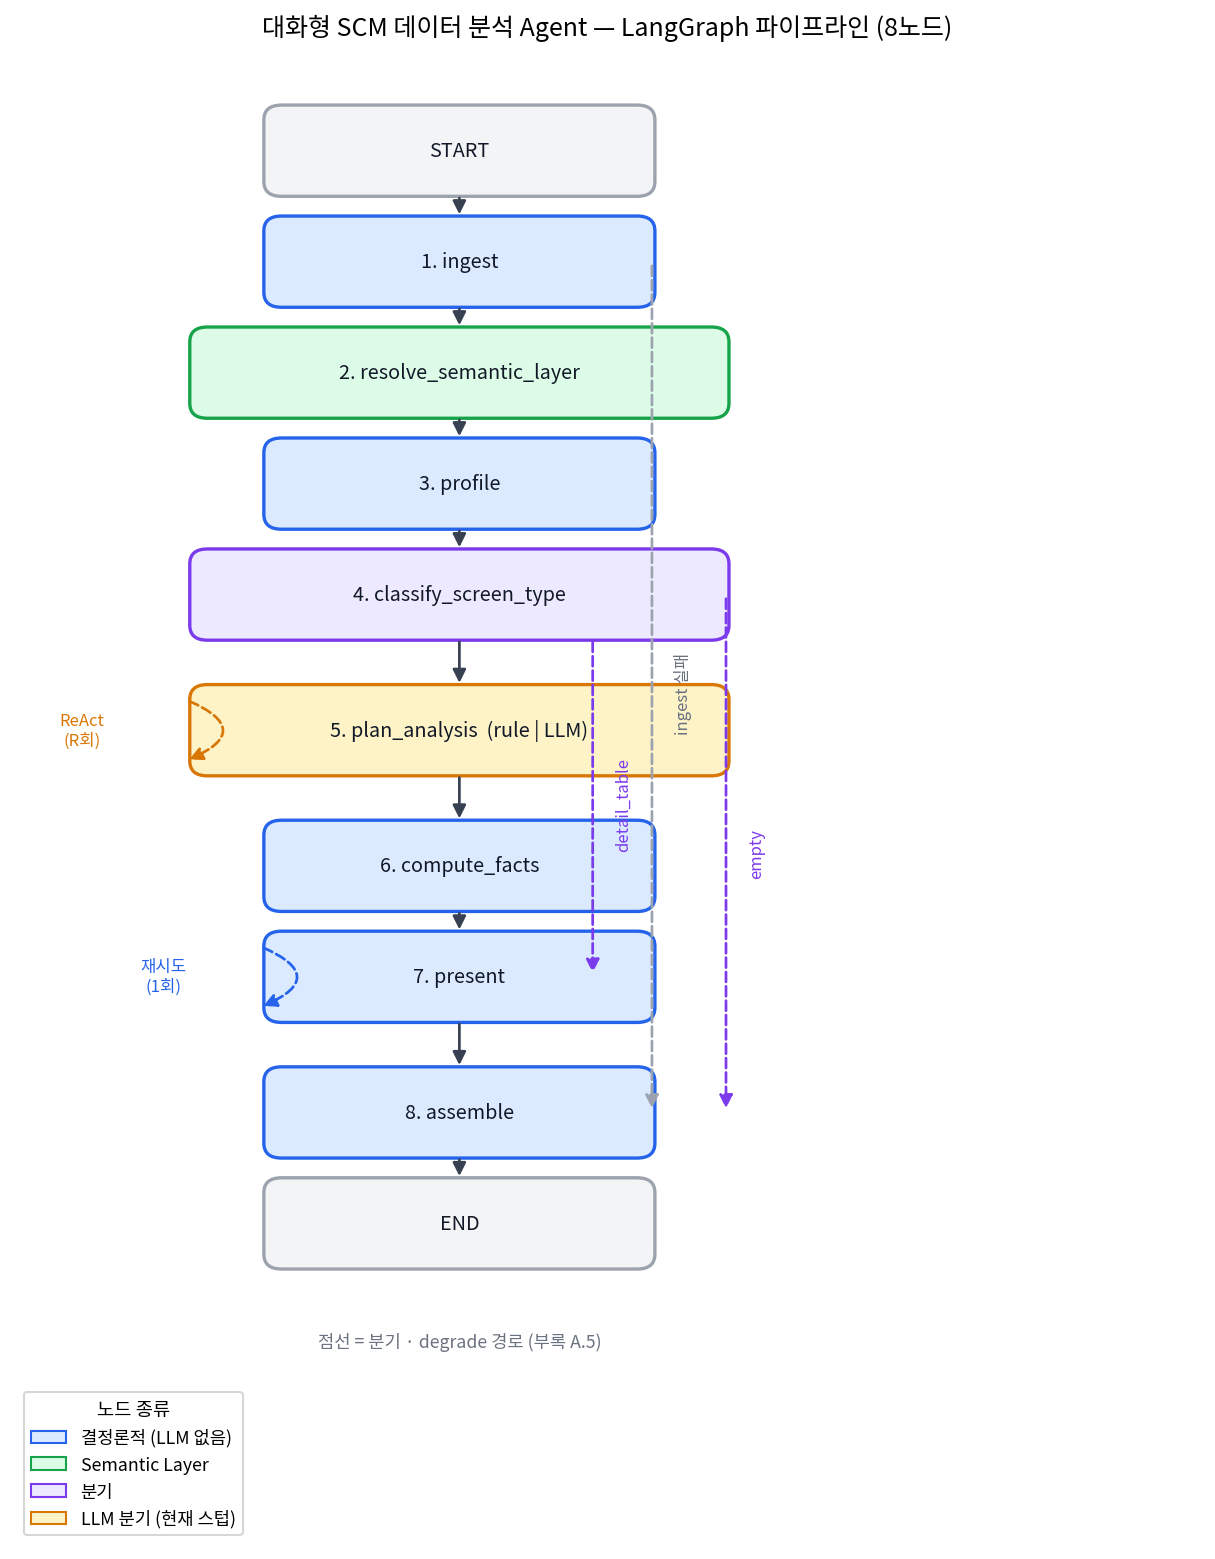 대화형 SCM 데이터 분석 Agent — LangGraph 파이프라인 (8노드)
START
1. ingest
2. resolve_semantic_layer
3. profile
4. classify_screen_type
ingest 실패
ReAct
(R회)
5. plan_analysis (rule | LLM)
detail_table
empty
6. compute_facts
재시도
(1회)
7. present
8. assemble
END
점선 = 분기 · degrade 경로 (부록 A.5)
노드 종류
결정론적 (LLM 없음)
Semantic Layer
분기
LLM 분기 (현재 스텁)